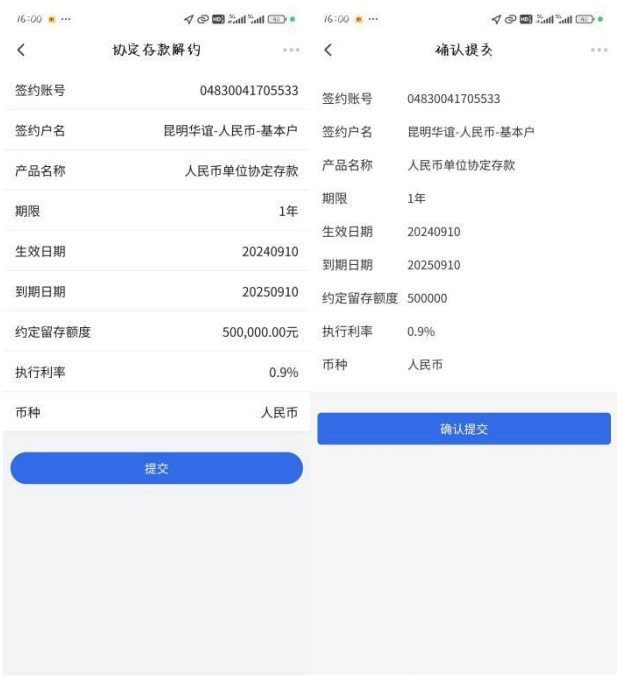 16:00
协定存款解约
签约账号 04830041705533
签约户名 昆明华谊-人民币-基本户
产品名称 人民币单位协定存款
期限 1年
生效日期 20240910
到期日期 20250910
约定留存额度 500,000.00元
执行利率 0.9%
币种 人民币
提交
16:00
确认提交
签约账号 04830041705533
签约户名 昆明华谊-人民币-基本户
产品名称 人民币单位协定存款
期限 1年
生效日期 20240910
到期日期 20250910
约定留存额度 500000
执行利率 0.9%
币种 人民币
确认提交